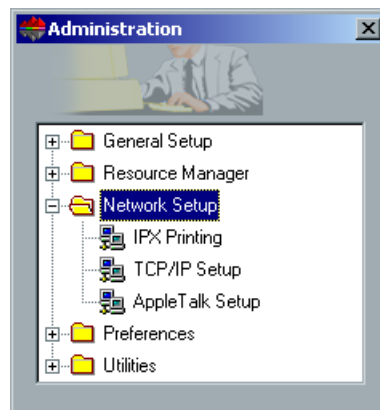 Administration
General Setup
Resource Manager
Network Setup
IPX Printing
TCP/IP Setup
AppleTalk Setup
Preferences
Utilities